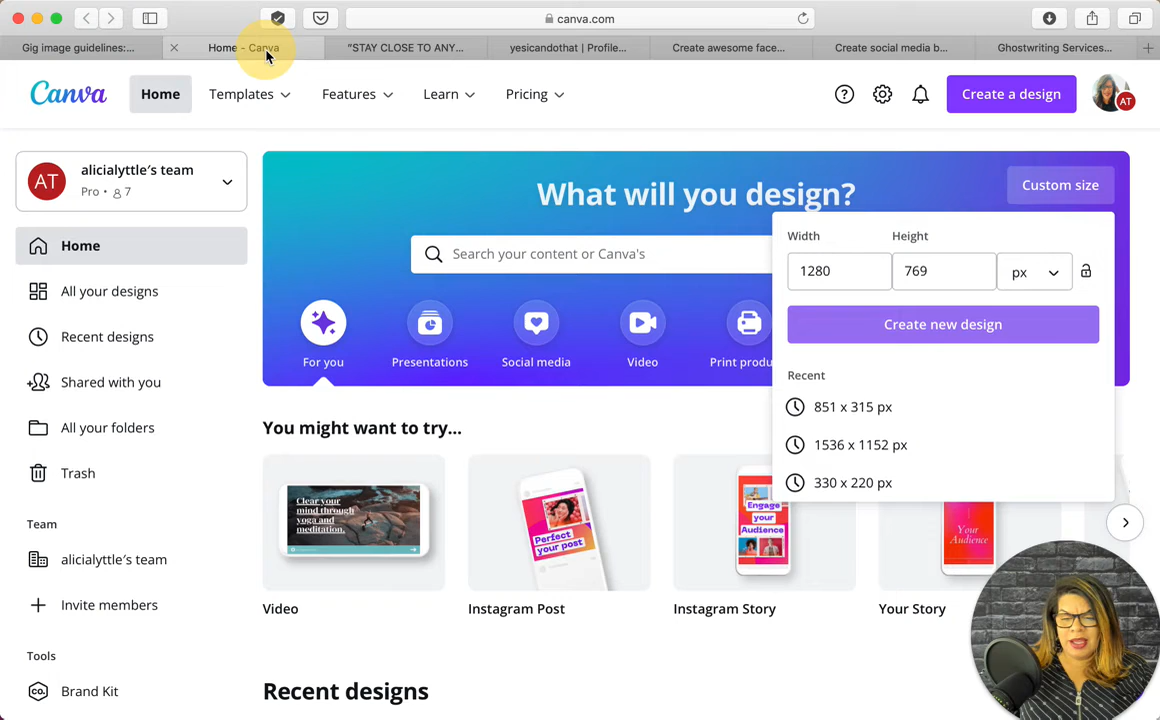 canva.com
Gig image guidelines:...
Home - Canva
"STAY CLOSE TO ANY...
yesicandothat | Profile...
Create awesome face...
Create social media b...
Ghostwriting Services...
Canva
Home
Templates
Features
Learn
Pricing
Create a design
AT
AT
alicialyttle's team
Pro • 7
Home
All your designs
Recent designs
Shared with you
All your folders
Trash
Team
alicialyttle's team
Invite members
Tools
CO.
Brand Kit
What will you design?
Custom size
Search your content or Canva's
For you
Presentations
Social media
Video
Print produ
Width
Height
1280
769
px
Create new design
Recent
851 x 315 px
1536 x 1152 px
330 x 220 px
You might want to try...
Clear your
mind through
yoga and
meditation.
Perfect
your post
Engage
your
Audience
Your
Audience
Video
Instagram Post
Instagram Story
Your Story
Recent designs